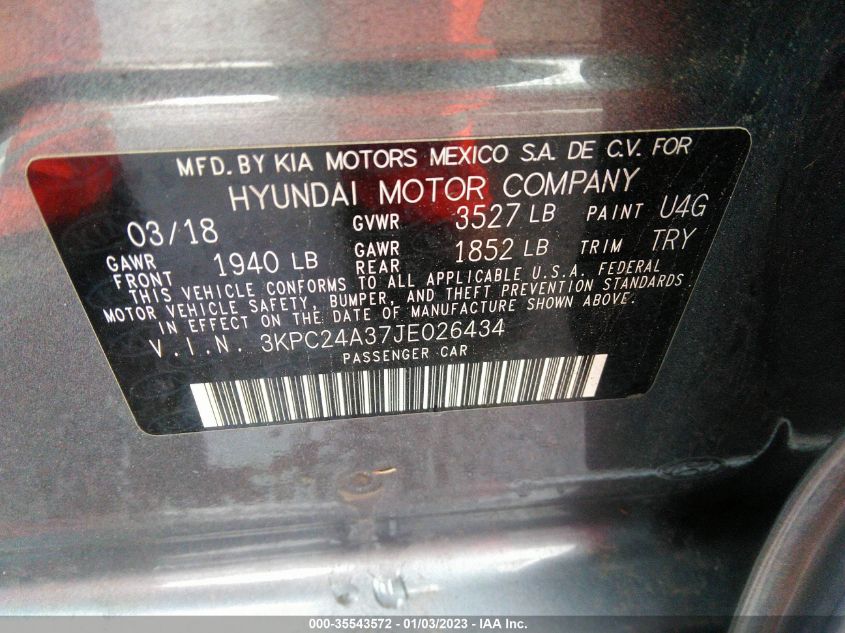 MFD. BY KIA MOTORS MEXICO S.A. DE C.V. FOR
HYUNDAI MOTOR COMPANY
03/18 GVWR 3527 LB PAINT U4G
GAWR FRONT 1940 LB GAWR REAR 1852 LB TRIM TRY
THIS VEHICLE CONFORMS TO ALL APPLICABLE U.S.A. FEDERAL
MOTOR VEHICLE SAFETY, BUMPER, AND THEFT PREVENTION STANDARDS
IN EFFECT ON THE DATE OF MANUFACTURE SHOWN ABOVE.
V.I.N. 3KPC24A37JE026434
PASSENGER CAR
000-35543572 - 01/03/2023 - IAA Inc.